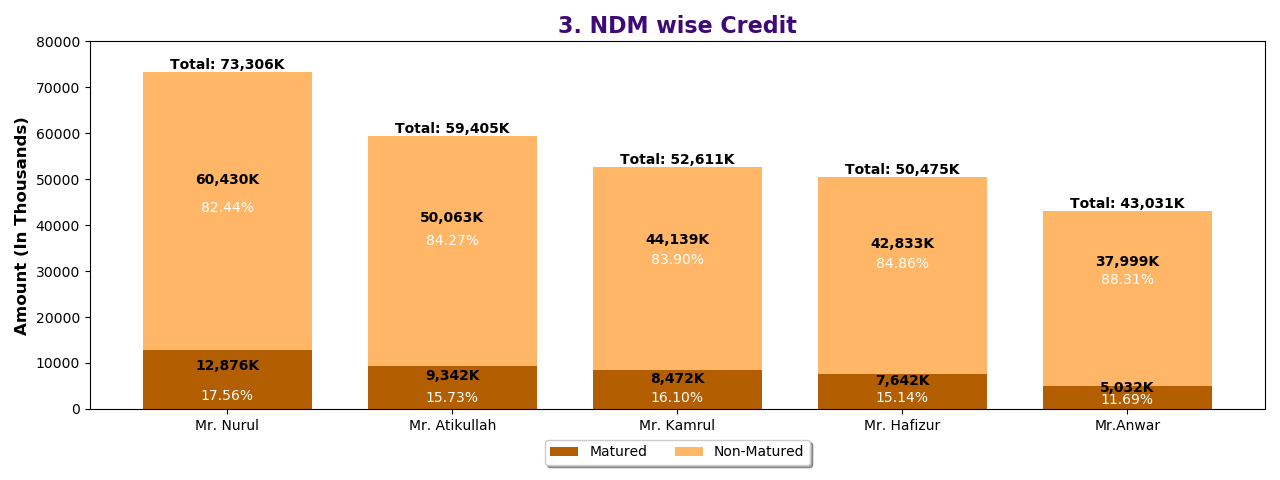 3. NDM wise Credit
Amount (In Thousands)
80000
70000
60000
50000
40000
30000
20000
10000
0
Total: 73,306K
60,430K
82.44%
12,876K
17.56%
Total: 59,405K
50,063K
84.27%
9,342K
15.73%
Total: 52,611K
44,139K
83.90%
8,472K
16.10%
Total: 50,475K
42,833K
84.86%
7,642K
15.14%
Total: 43,031K
37,999K
88.31%
5,032K
11.69%
Mr. Nurul
Mr. Atikullah
Mr. Kamrul
Mr. Hafizur
Mr.Anwar
Matured
Non-Matured